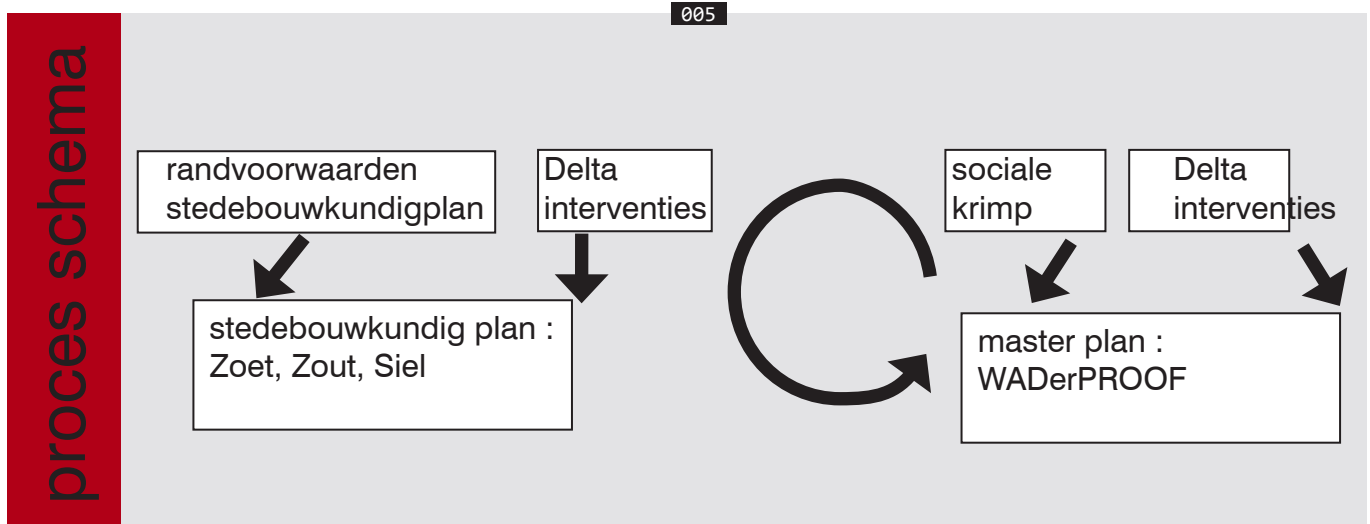 005
proces schema
randvoorwaarden
stedebouwkundigplan
Delta
interventies
stedebouwkundig plan :
Zoet, Zout, Siel
sociale
krimp
Delta
interventies
master plan :
WADerPROOF